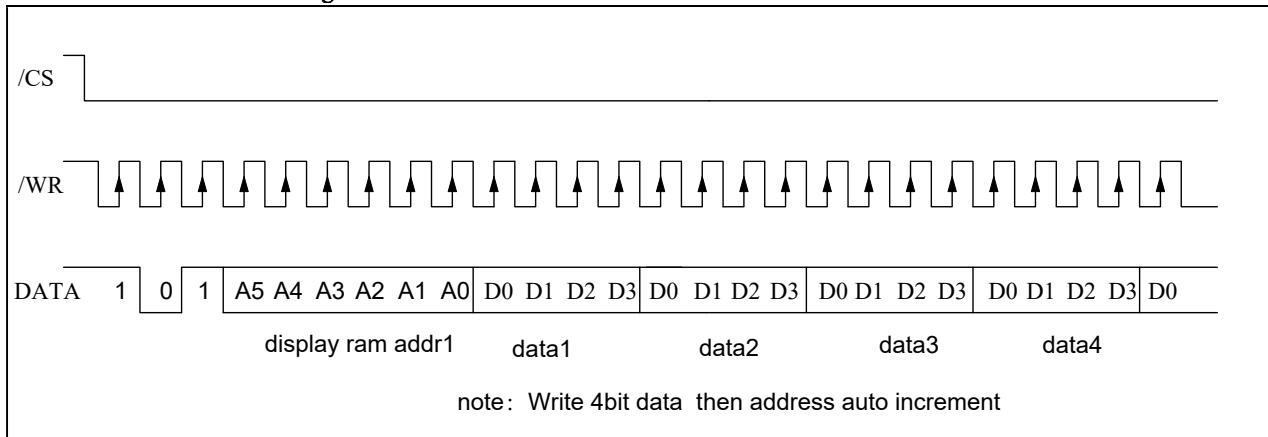 /CS
/WR
DATA 1 0 1 A5 A4 A3 A2 A1 A0 D0 D1 D2 D3 D0 D1 D2 D3 D0 D1 D2 D3 D0 D1 D2 D3 D0
display ram addr1 data1 data2 data3 data4
note: Write 4bit data then address auto increment